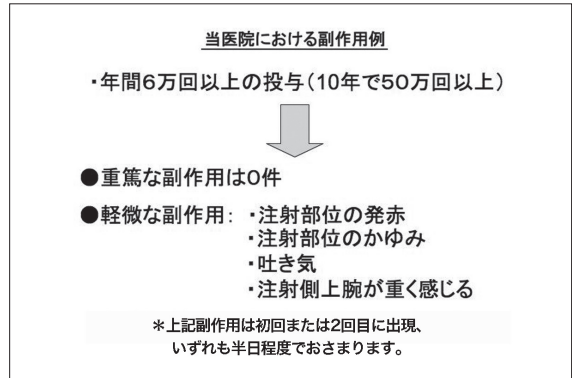 当医院における副作用例
・年間6万回以上の投与(10年で50万回以上)
●重篤な副作用は0件
●軽微な副作用: ・注射部位の発赤
・注射部位のかゆみ
・吐き気
・注射側上腕が重く感じる
＊上記副作用は初回または2回目に出現、
いずれも半日程度でおさまります。